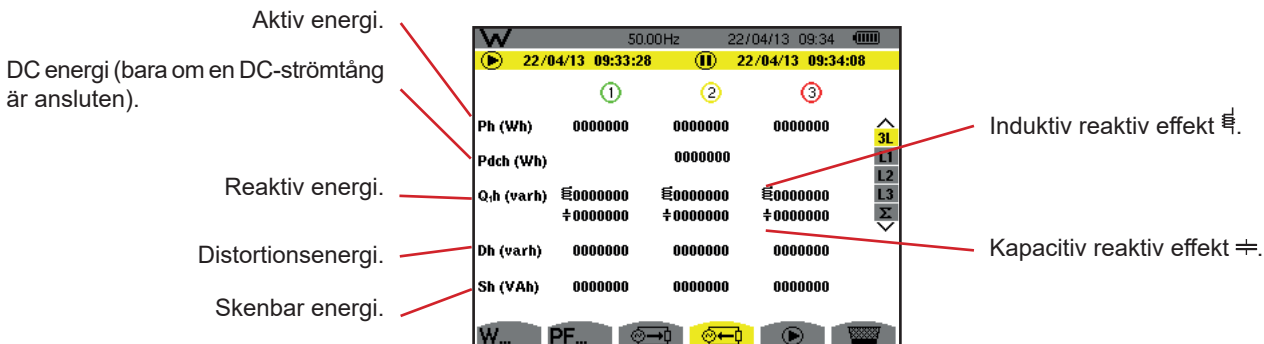 Aktiv energi.
DC energi (bara om en DC-strömtång
är ansluten).
Reaktiv energi.
Distortionsenergi.
Skenbar energi.
W 50.00Hz 22/04/13 09:34
22/04/13 09:33:28 22/04/13 09:34:08
1 2 3
Ph (Wh) 0000000 0000000 0000000
Pdch (Wh) 0000000
Q₁h (varh) 0000000 0000000 0000000
0000000 0000000 0000000
Dh (varh) 0000000 0000000 0000000
Sh (VAh) 0000000 0000000 0000000
3L
L1
L2
L3
Σ
W... PF...
Induktiv reaktiv effekt .
Kapacitiv reaktiv effekt .